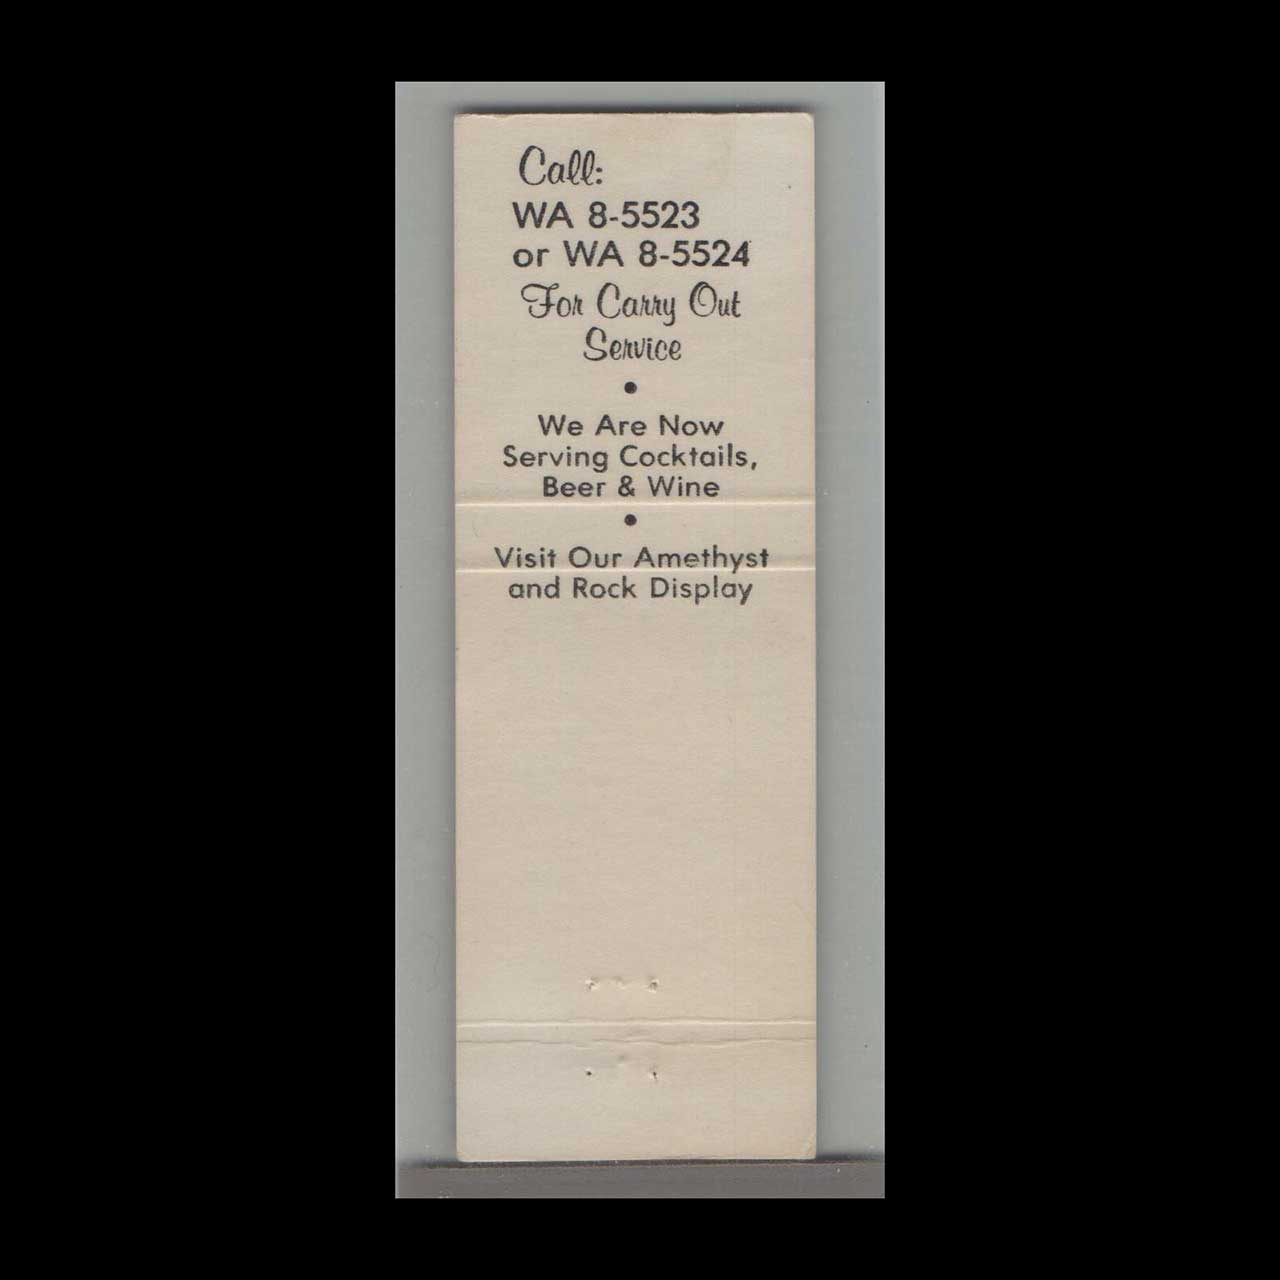 Call:
WA 8-5523
or WA 8-5524
For Carry Out
Service
•
We Are Now
Serving Cocktails,
Beer & Wine
•
Visit Our Amethyst
and Rock Display